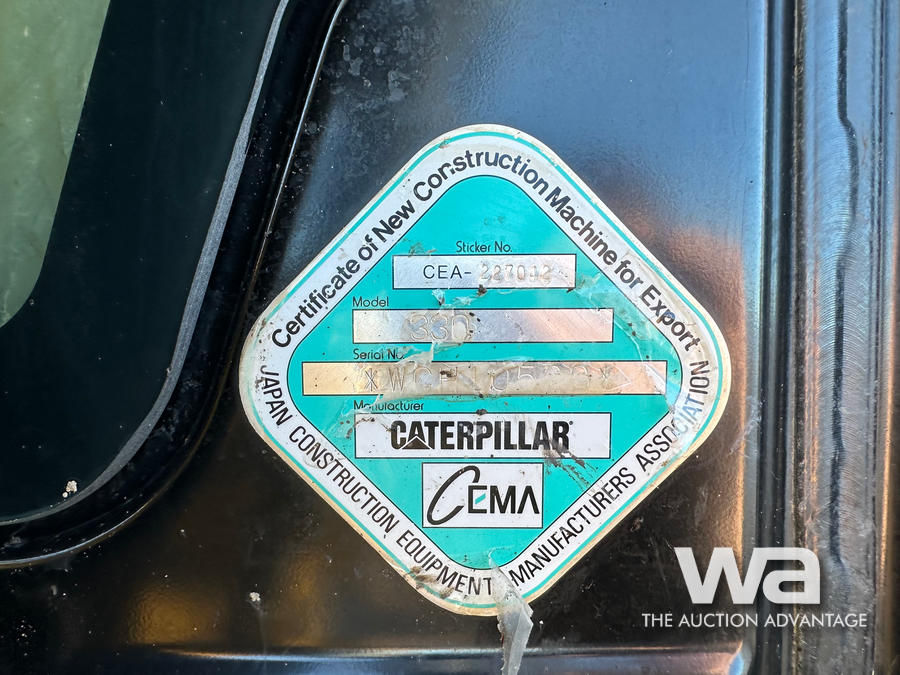 Certificate of New Construction Machine for Export
Sticker No.
CEA-227012
Model
330
Serial No.
Manufacturer
CATERPILLAR
CEMA
JAPAN CONSTRUCTION EQUIPMENT MANUFACTURERS ASSOCIATION
wa
THE AUCTION ADVANTAGE